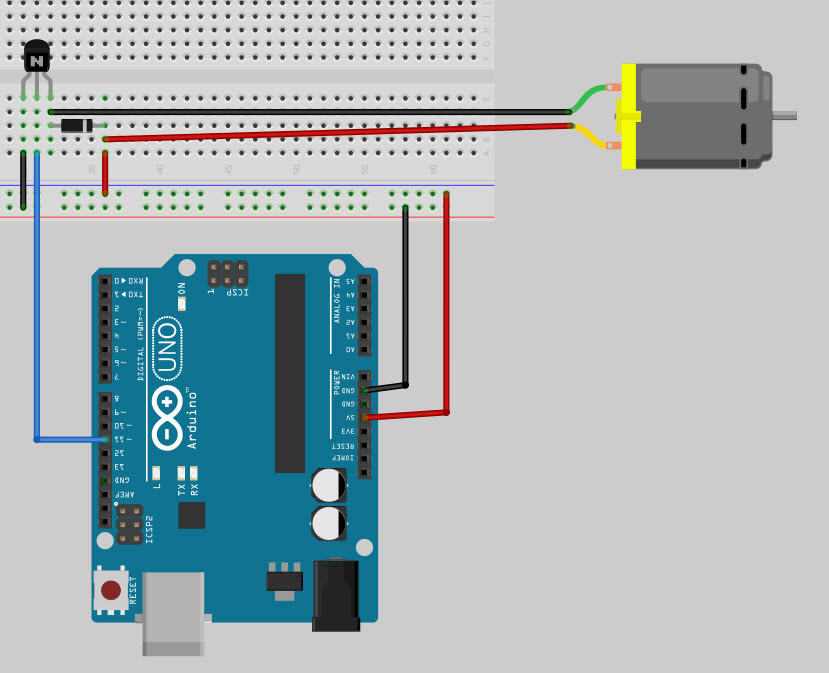 I
H
G
F
N
E
B
A
35
40
45
50
55
60
RX0◄0
TX0◄1
2
~3
4
~5
~6
7
8
~9
~10
~11
12
13
GND
AREF
DIGITAL (PWM=~)
ON
1
ICSP
UNO
Arduino™
L
TX
RX
ICSP2
RESET
ANALOG IN
A5
A4
A3
A2
A1
A0
POWER
VIN
GND
GND
5V
3V3
RESET
IOREF